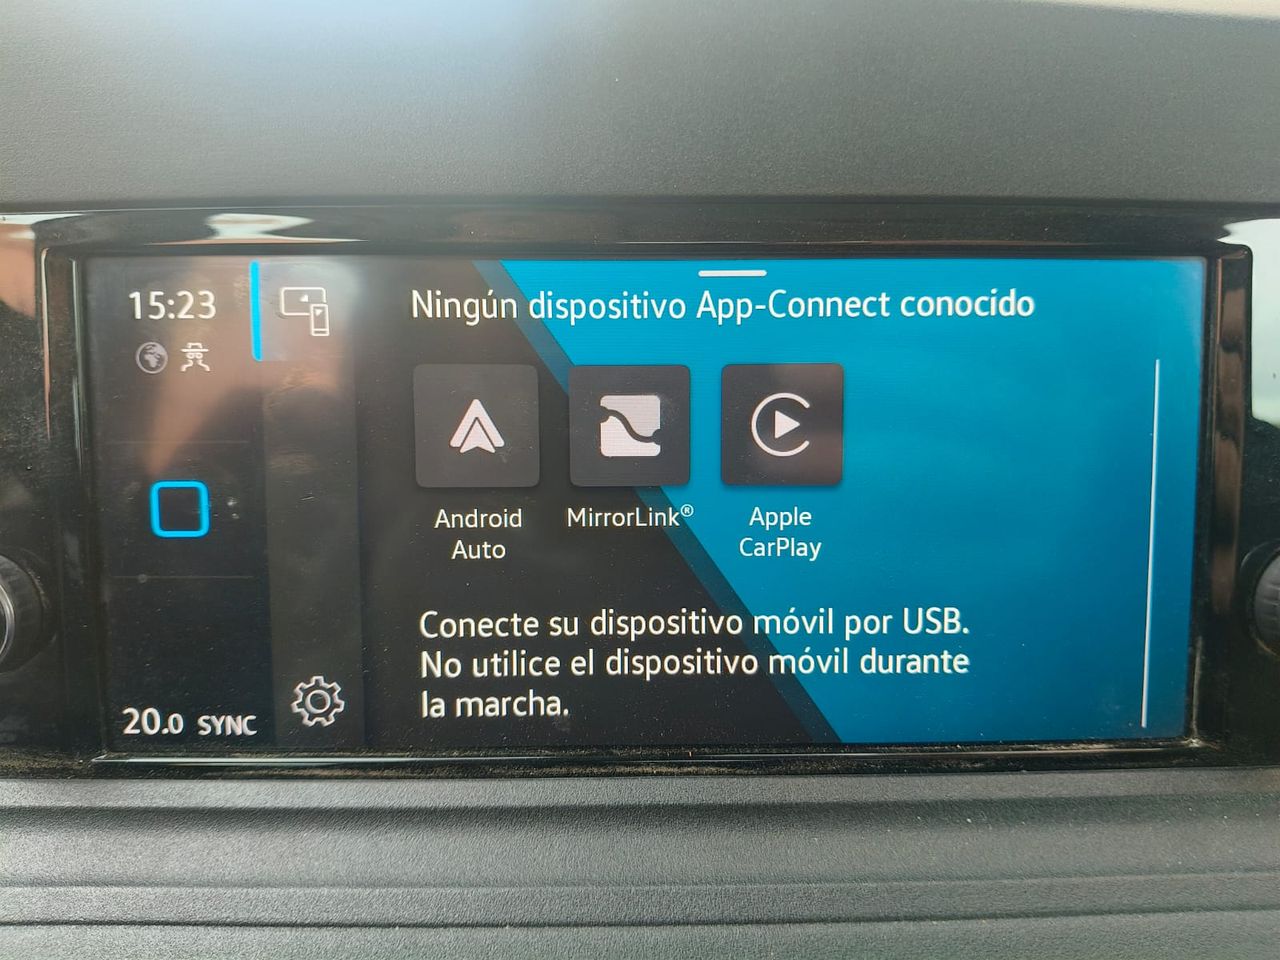 15:23
Ningún dispositivo App-Connect conocido
Android
Auto
MirrorLink®
Apple
CarPlay
Conecte su dispositivo móvil por USB.
No utilice el dispositivo móvil durante
la marcha.
20.0 SYNC